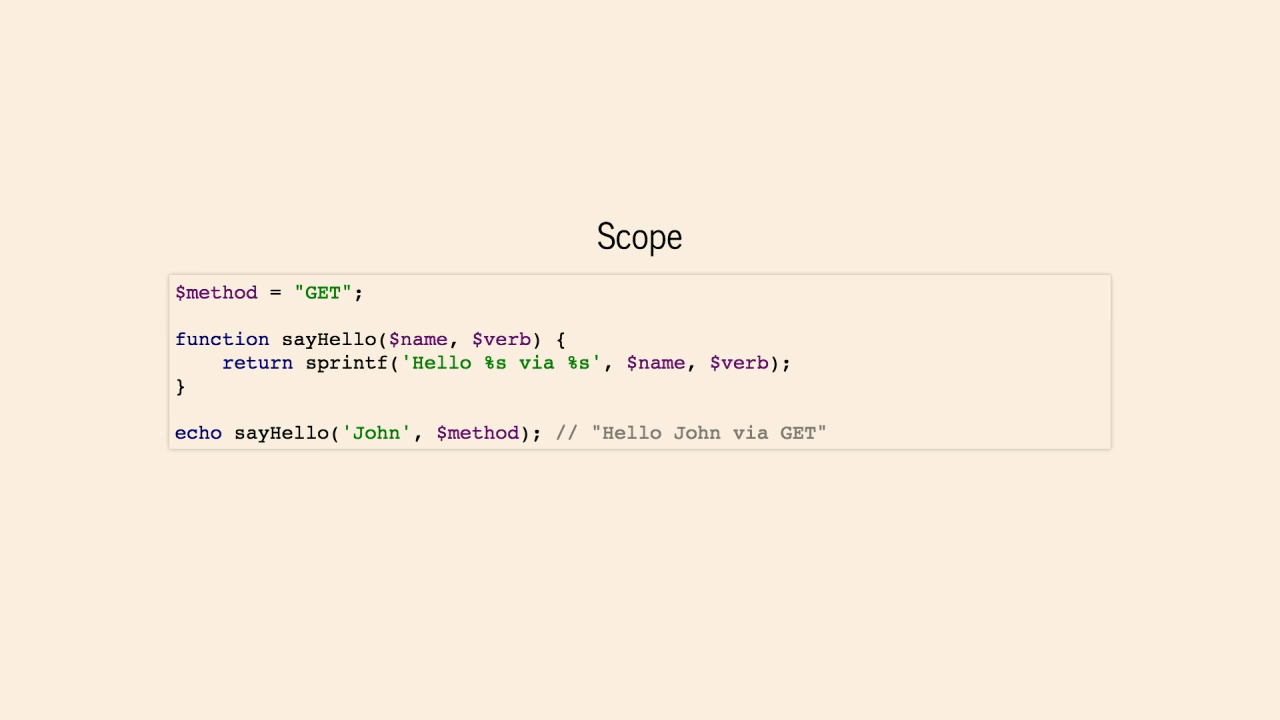 Scope
$method = "GET";
function sayHello($name, $verb) {
    return sprintf('Hello %s via %s', $name, $verb);
}
echo sayHello('John', $method); // "Hello John via GET"